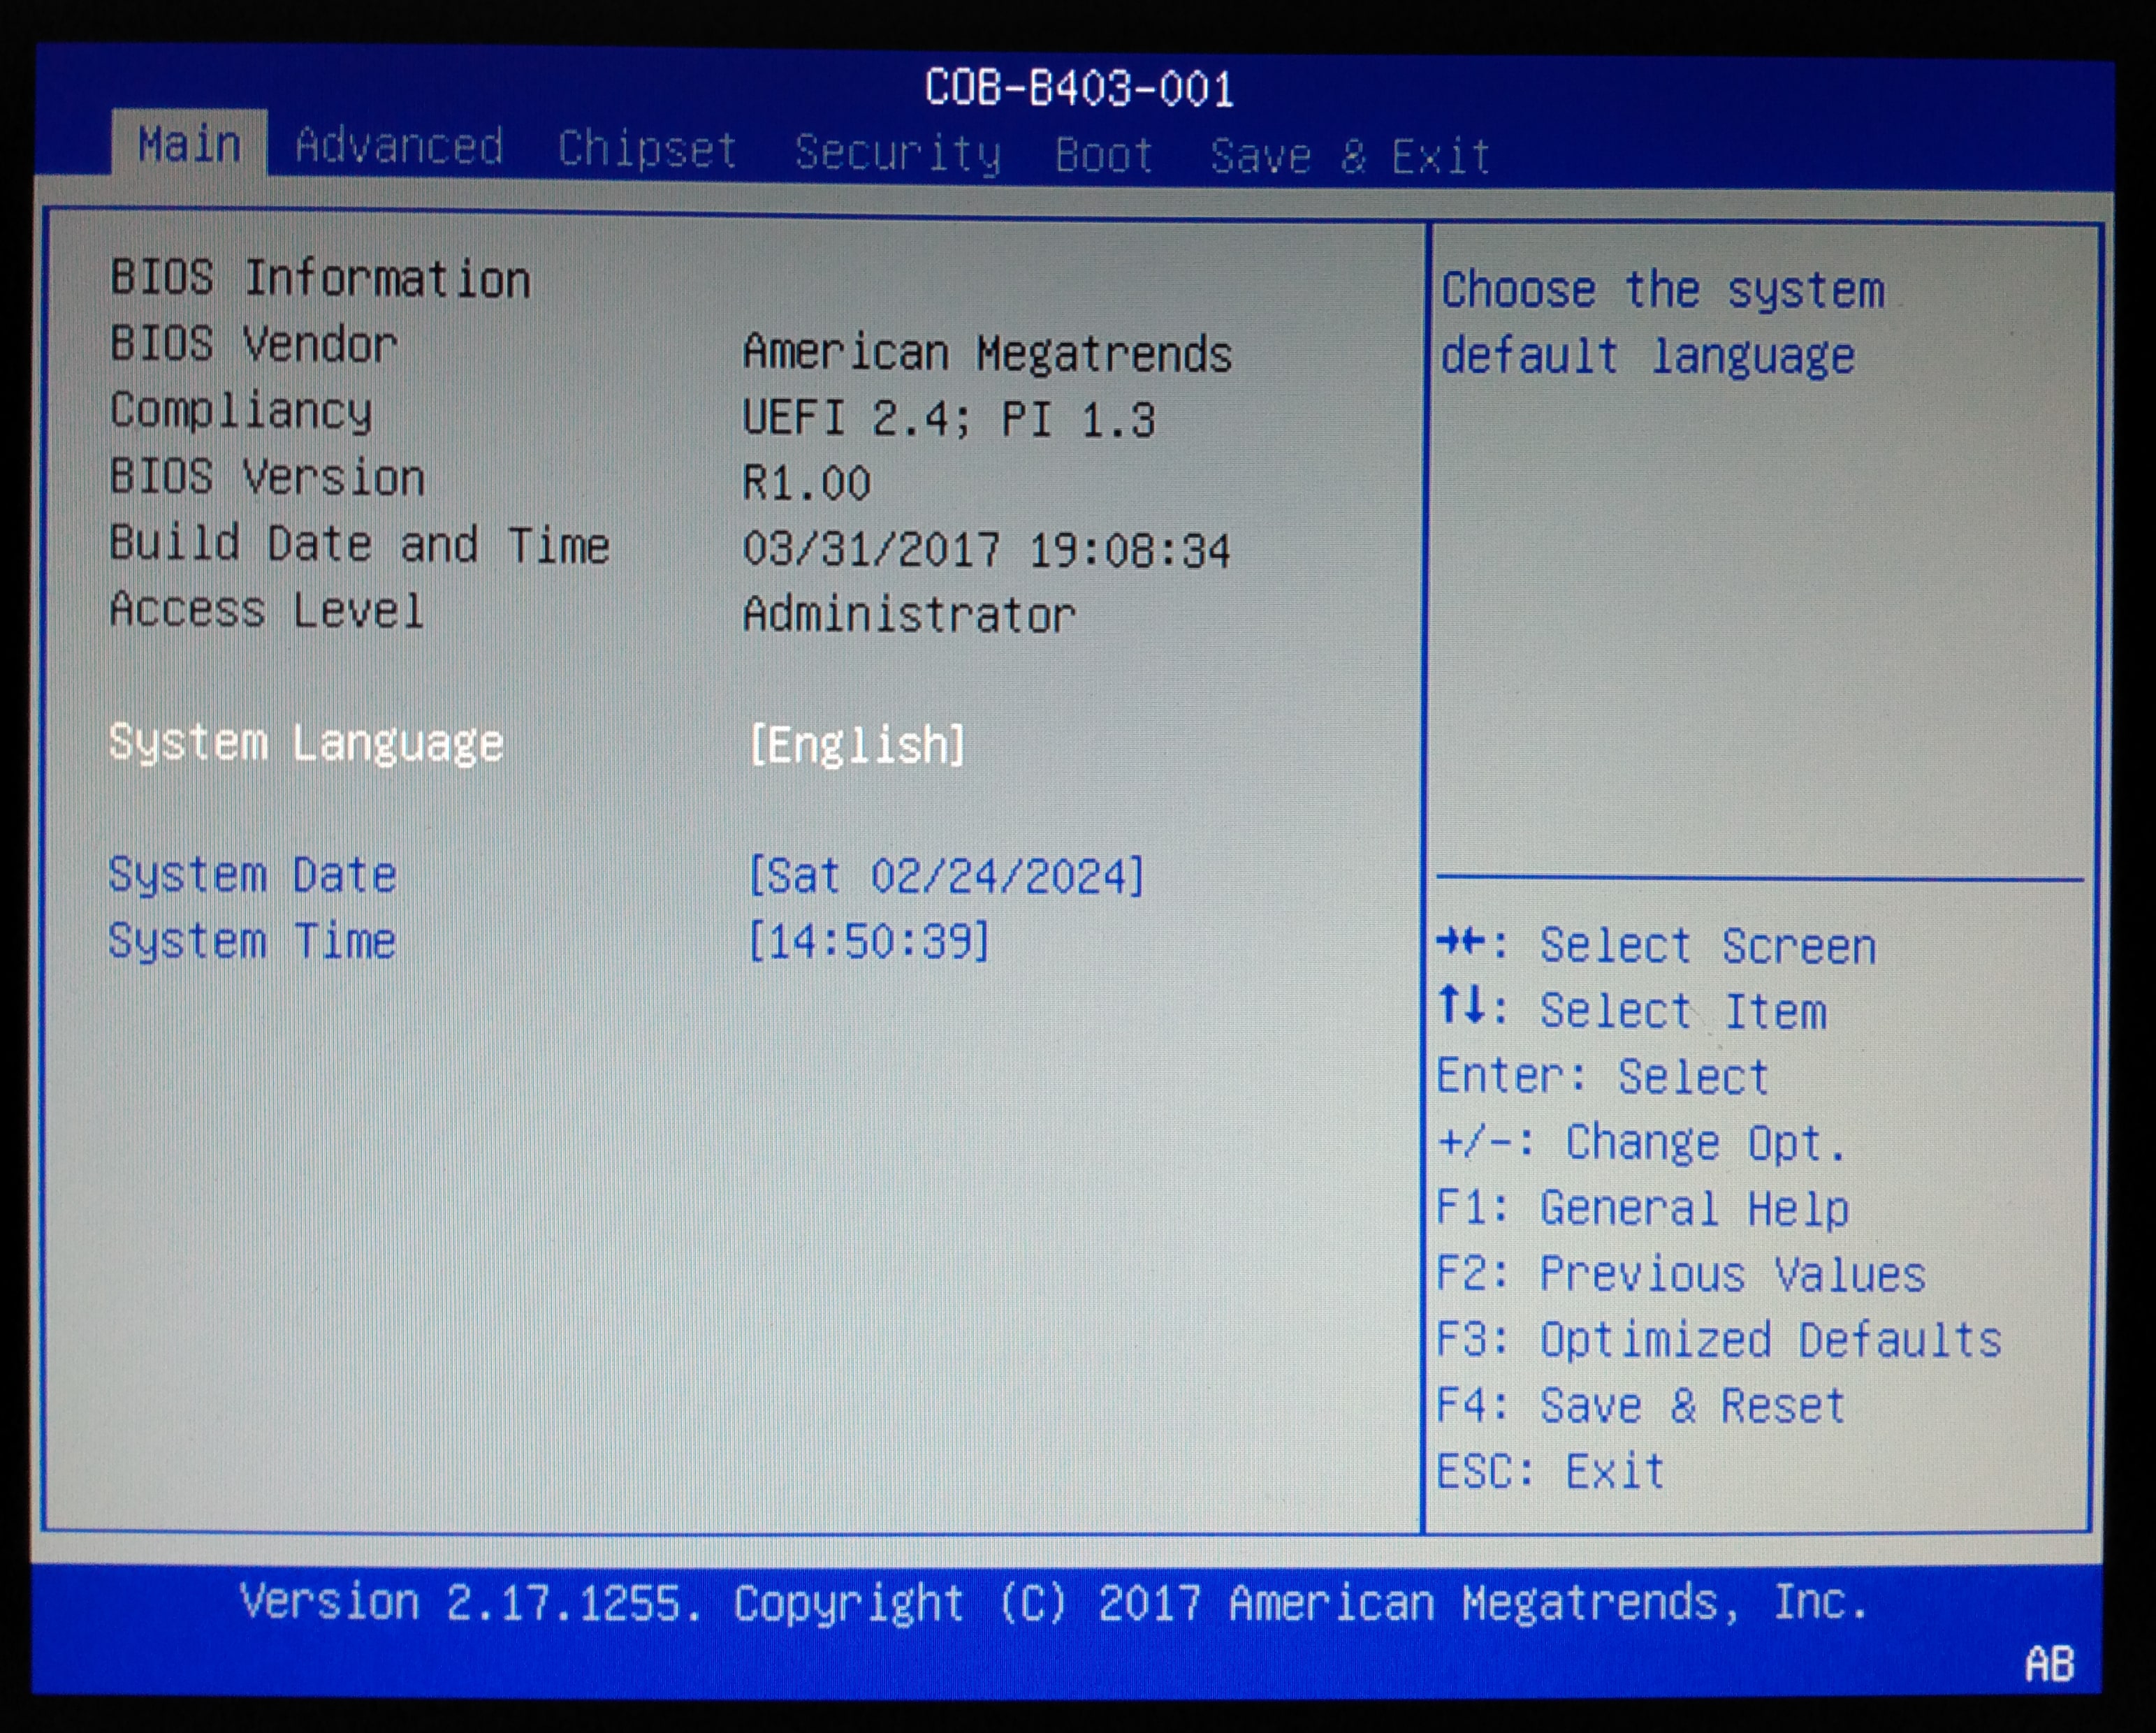 COB-B403-001
Main Advanced Chipset Security Boot Save & Exit
BIOS Information
BIOS Vendor American Megatrends
Compliancy UEFI 2.4; PI 1.3
BIOS Version R1.00
Build Date and Time 03/31/2017 19:08:34
Access Level Administrator
System Language [English]
System Date [Sat 02/24/2024]
System Time [14:50:39]
Choose the system
default language
→←: Select Screen
↑↓: Select Item
Enter: Select
+/-: Change Opt.
F1: General Help
F2: Previous Values
F3: Optimized Defaults
F4: Save & Reset
ESC: Exit
Version 2.17.1255. Copyright (C) 2017 American Megatrends, Inc.
AB